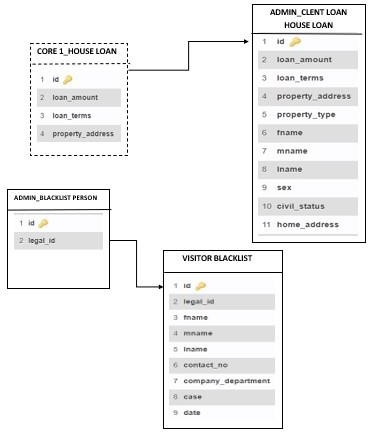 ADMIN_CLENT LOAN
HOUSE LOAN
1 id
2 loan_amount
3 loan_terms
4 property_address
5 property_type
6 fname
7 mname
8 lname
9 sex
10 civil_status
11 home_address
CORE 1_HOUSE LOAN
1 id
2 loan_amount
3 loan_terms
4 property_address
ADMIN_BLACKLIST PERSON
1 id
2 legal_id
VISITOR BLACKLIST
1 id
2 legal_id
3 fname
4 mname
5 lname
6 contact_no
7 company_department
8 case
9 date